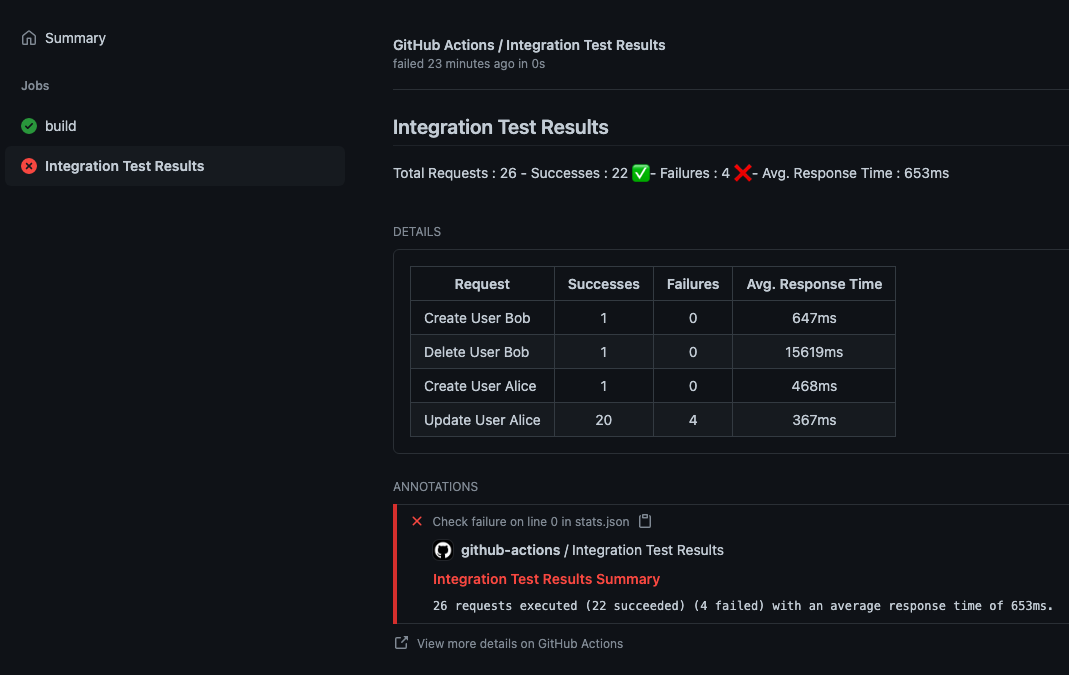 Summary
Jobs
build
Integration Test Results
GitHub Actions / Integration Test Results
failed 23 minutes ago in 0s
Integration Test Results
Total Requests : 26 - Successes : 22 ✅- Failures : 4 ❌- Avg. Response Time : 653ms
DETAILS
Request Successes Failures Avg. Response Time
Create User Bob 1 0 647ms
Delete User Bob 1 0 15619ms
Create User Alice 1 0 468ms
Update User Alice 20 4 367ms
ANNOTATIONS
Check failure on line 0 in stats.json
github-actions / Integration Test Results
Integration Test Results Summary
26 requests executed (22 succeeded) (4 failed) with an average response time of 653ms.
View more details on GitHub Actions